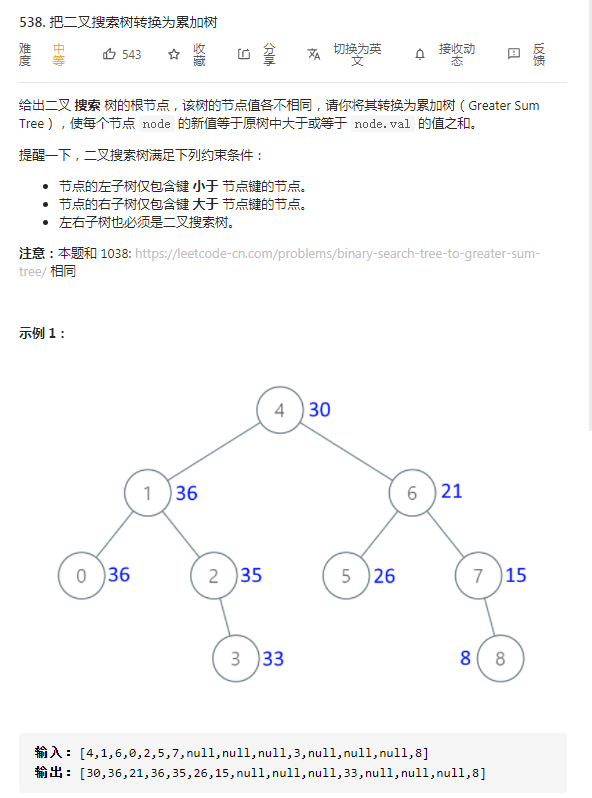 538. 把二叉搜索树转换为累加树
难度 中等 543 收藏 分享 切换为英文 接收动态 反馈
给出二叉 搜索 树的根节点，该树的节点值各不相同，请你将其转换为累加树（Greater Sum
Tree），使每个节点 node 的新值等于原树中大于或等于 node.val 的值之和。
提醒一下，二叉搜索树满足下列约束条件：
• 节点的左子树仅包含键 小于 节点键的节点。
• 节点的右子树仅包含键 大于 节点键的节点。
• 左右子树也必须是二叉搜索树。
注意：本题和 1038: https://leetcode-cn.com/problems/binary-search-tree-to-greater-sum-
tree/ 相同
示例 1：
4 30
1 36 6 21
0 36 2 35 5 26 7 15
3 33 8 8
输入：[4,1,6,0,2,5,7,null,null,null,3,null,null,null,8]
输出：[30,36,21,36,35,26,15,null,null,null,33,null,null,null,8]